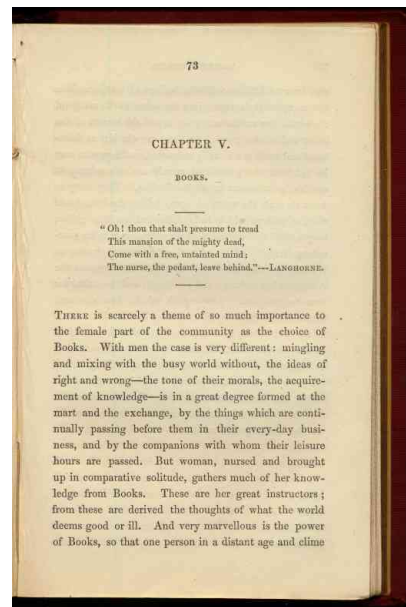 73
CHAPTER V.
BOOKS.
“ Oh ! thou that shalt presume to tread
This mansion of the mighty dead,
Come with a free, untainted mind ;
The nurse, the pedant, leave behind.”—LANGHORNE.
THERE is scarcely a theme of so much importance to
the female part of the community as the choice of
Books. With men the case is very different : mingling
and mixing with the busy world without, the ideas of
right and wrong—the tone of their morals, the acquire-
ment of knowledge—is in a great degree formed at the
mart and the exchange, by the things which are conti-
nually passing before them in their every-day busi-
ness, and by the companions with whom their leisure
hours are passed. But woman, nursed and brought
up in comparative solitude, gathers much of her know-
ledge from Books. These are her great instructors ;
from these are derived the thoughts of what the world
deems good or ill. And very marvellous is the power
of Books, so that one person in a distant age and clime